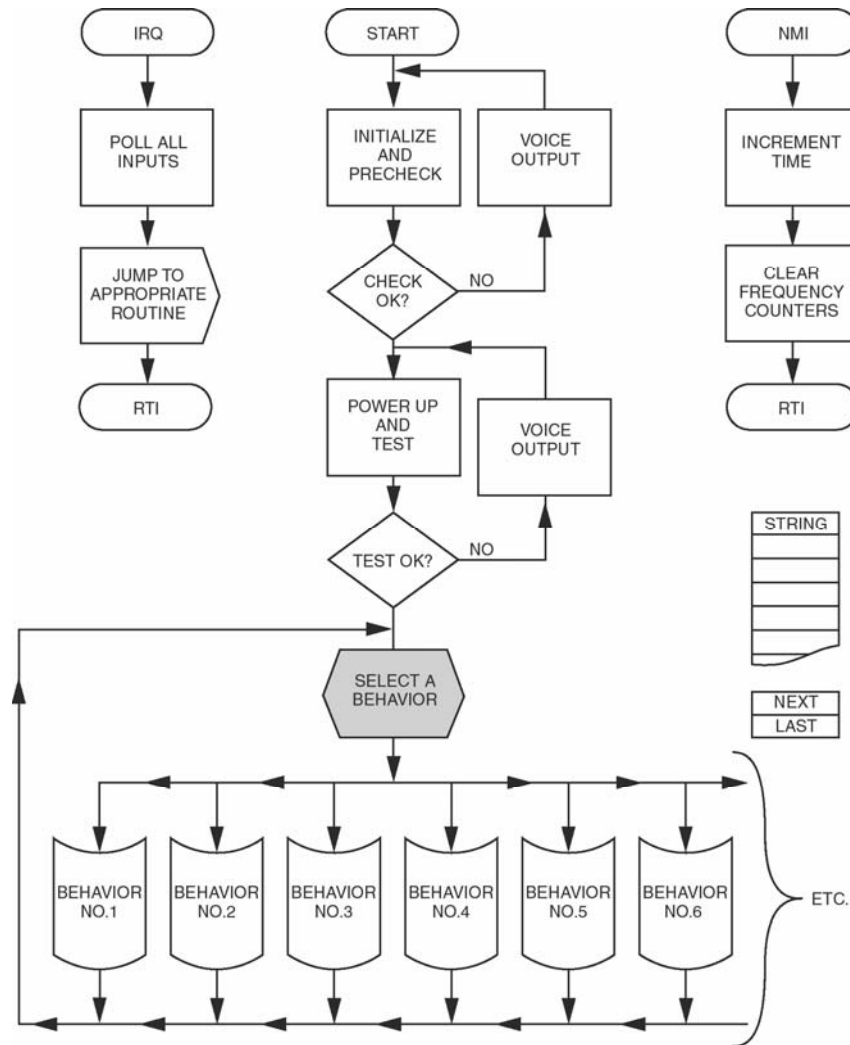 IRQ
START
NMI
POLL ALL
INPUTS
INITIALIZE
AND
PRECHECK
VOICE
OUTPUT
INCREMENT
TIME
JUMP TO
APPROPRIATE
ROUTINE
CHECK
OK?
NO
CLEAR
FREQUENCY
COUNTERS
RTI
POWER UP
AND
TEST
VOICE
OUTPUT
RTI
TEST OK?
NO
STRING
SELECT A
BEHAVIOR
NEXT
LAST
BEHAVIOR
NO.1
BEHAVIOR
NO.2
BEHAVIOR
NO.3
BEHAVIOR
NO.4
BEHAVIOR
NO.5
BEHAVIOR
NO.6
ETC.